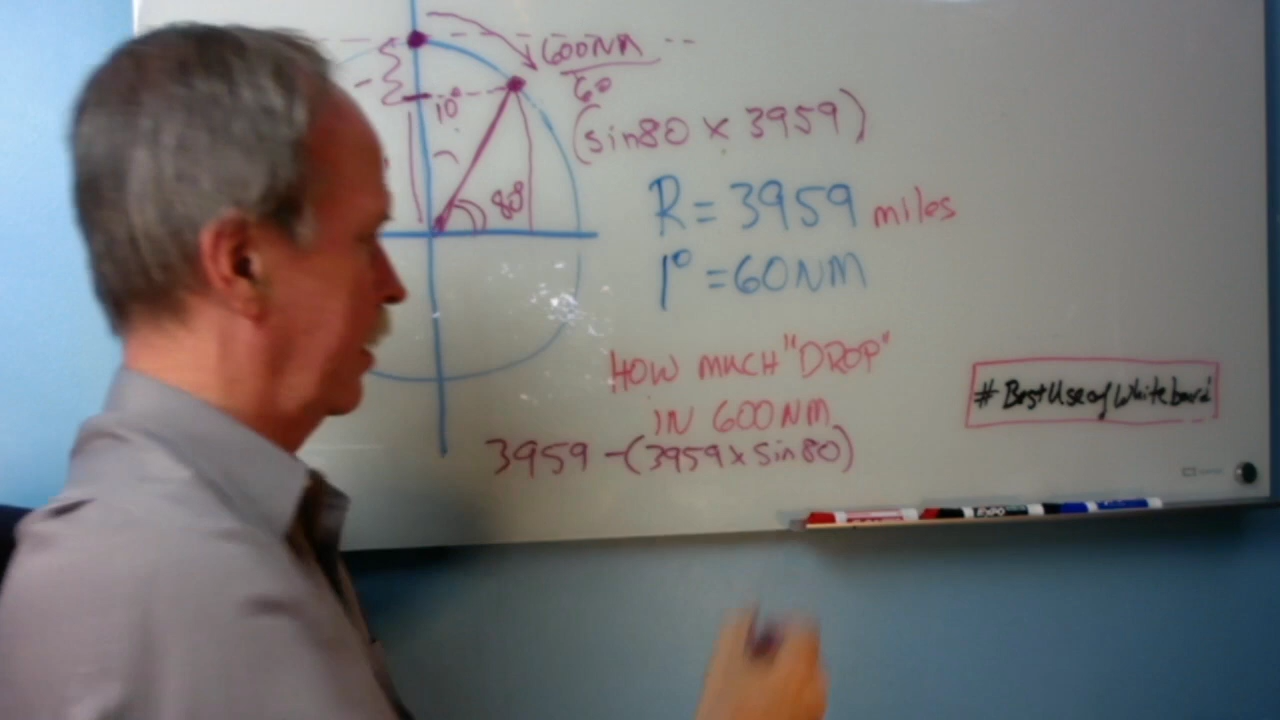 600NM
60
10°
(sin80 × 3959)
80°
R = 3959 miles
1° = 60NM
HOW MUCH "DROP"
IN 600NM
3959 - (3959 × sin80)
#BestUseofWhiteboard
EXPO